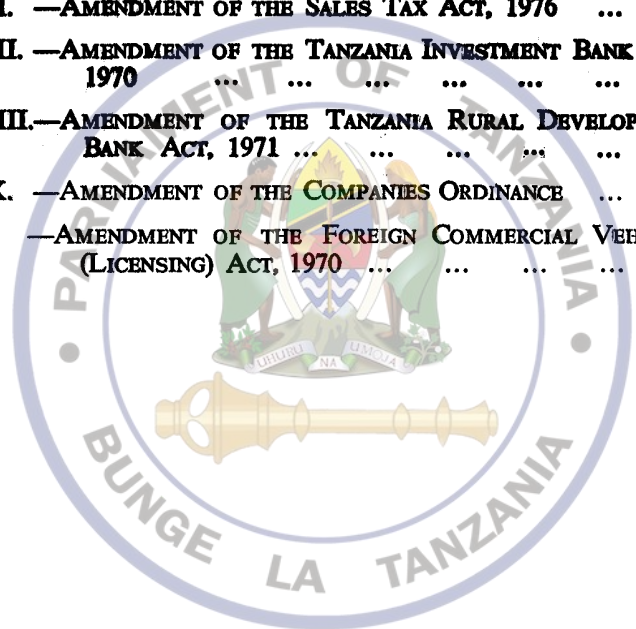 I. —AMENDMENT OF THE SALES TAX ACT, 1976 ...
II. —AMENDMENT OF THE TANZANIA INVESTMENT BANK
1970 ... ... ... ... ... ...
III.—AMENDMENT OF THE TANZANIA RURAL DEVELOP
BANK ACT, 1971 ... ... ... ... ...
X. —AMENDMENT OF THE COMPANIES ORDINANCE ...
—AMENDMENT OF THE FOREIGN COMMERCIAL VEH
(LICENSING) ACT, 1970 ... ... ... ...
PARLIAMENT OF TANZANIA
UHURU NA UMOJA
BUNGE LA TANZANIA